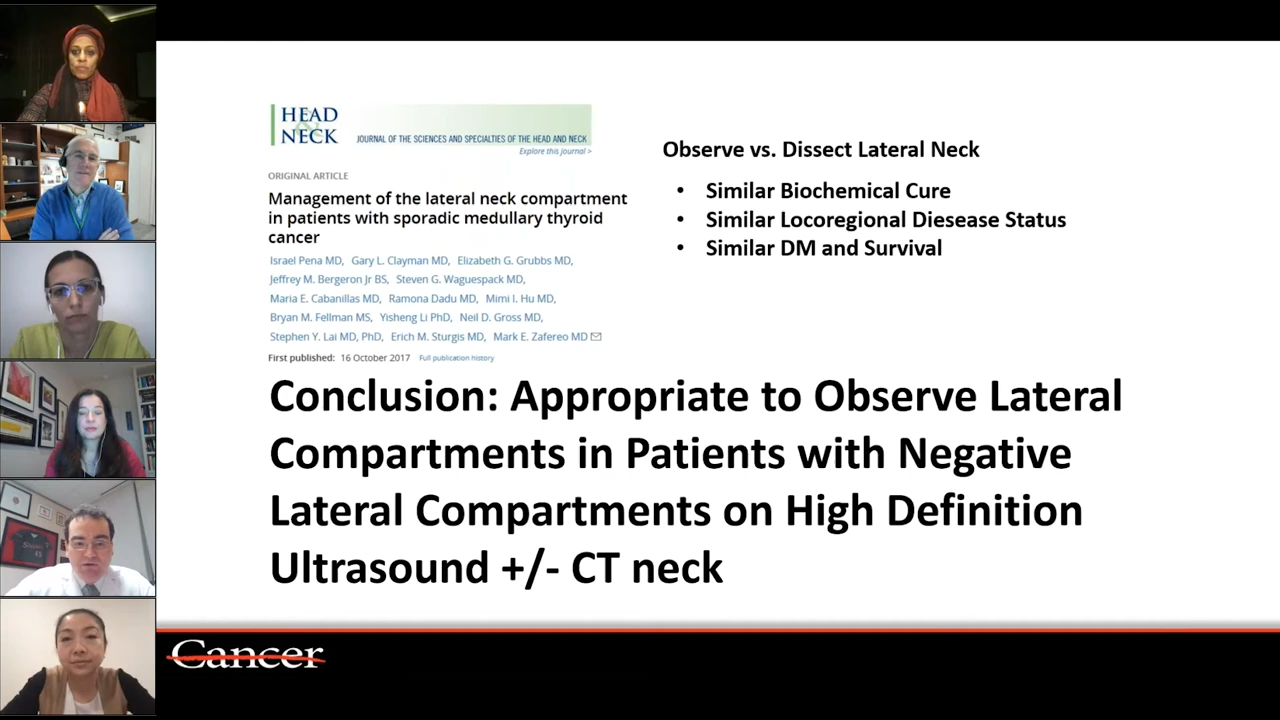 HEAD
&
NECK
JOURNAL OF THE SCIENCES AND SPECIALTIES OF THE HEAD AND NECK
Explore this journal >
ORIGINAL ARTICLE
Management of the lateral neck compartment
in patients with sporadic medullary thyroid
cancer
Israel Pena MD, Gary L. Clayman MD, Elizabeth G. Grubbs MD,
Jeffrey M. Bergeron Jr BS, Steven G. Waguespack MD,
Maria E. Cabanillas MD, Ramona Dadu MD, Mimi I. Hu MD,
Bryan M. Fellman MS, Yisheng Li PhD, Neil D. Gross MD,
Stephen Y. Lai MD, PhD, Erich M. Sturgis MD, Mark E. Zafereo MD
First published: 16 October 2017 Full publication history
Observe vs. Dissect Lateral Neck
• Similar Biochemical Cure
• Similar Locoregional Diesease Status
• Similar DM and Survival
Conclusion: Appropriate to Observe Lateral
Compartments in Patients with Negative
Lateral Compartments on High Definition
Ultrasound +/- CT neck
Cancer